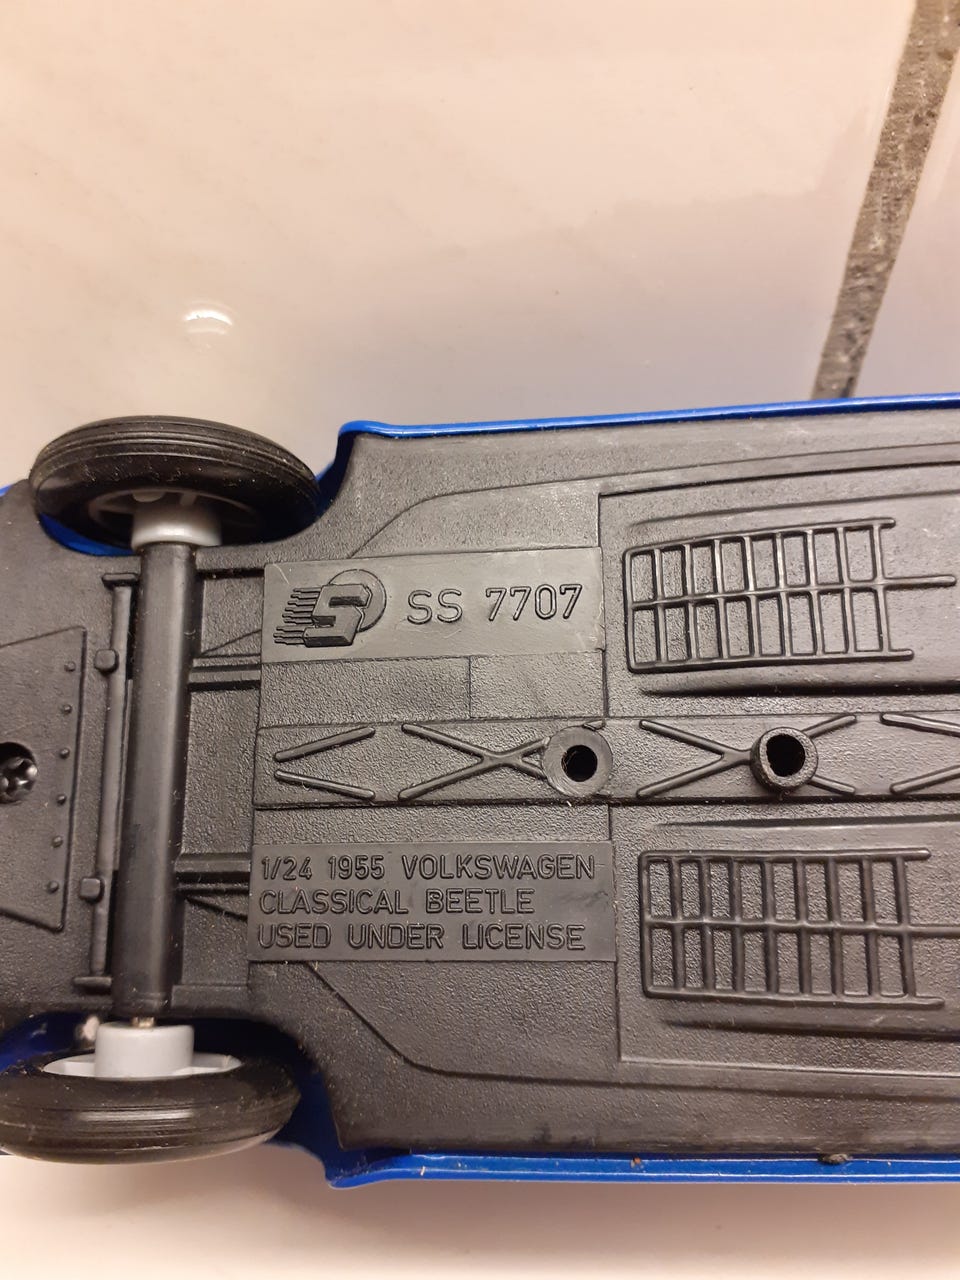 S SS 7707
1/24 1955 VOLKSWAGEN
CLASSICAL BEETLE
USED UNDER LICENSE